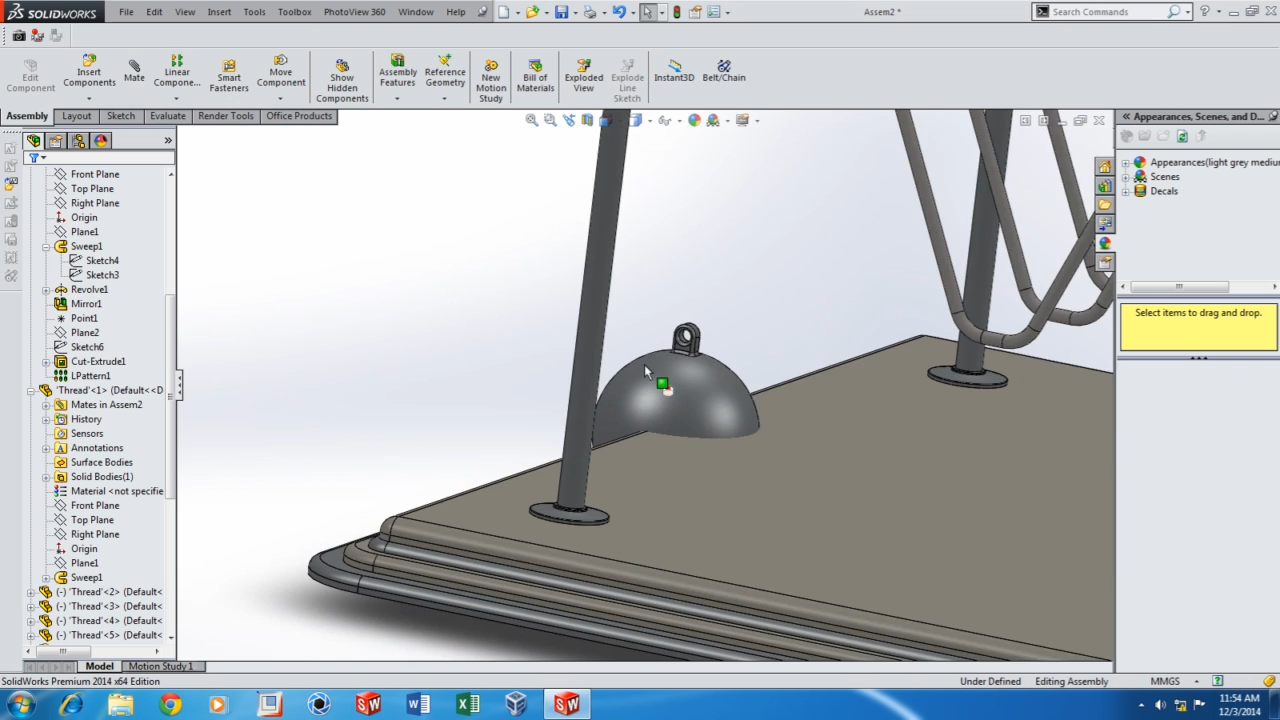 SOLIDWORKS
File Edit View Insert Tools Toolbox PhotoView 360 Window Help
Assem2 *
Search Commands
Edit Component
Insert Components
Mate
Linear Compone...
Smart Fasteners
Move Component
Show Hidden Components
Assembly Features
Reference Geometry
New Motion Study
Bill of Materials
Exploded View
Explode Line Sketch
Instant3D
Belt/Chain
Assembly Layout Sketch Evaluate Render Tools Office Products
Front Plane
Top Plane
Right Plane
Origin
Plane1
Sweep1
Sketch4
Sketch3
Revolve1
Mirror1
Point1
Plane2
Sketch6
Cut-Extrude1
LPattern1
'Thread'<1> (Default<<D
Mates in Assem2
History
Sensors
Annotations
Surface Bodies
Solid Bodies(1)
Material <not specifie
Front Plane
Top Plane
Right Plane
Origin
Plane1
Sweep1
(-) 'Thread'<2> (Default<
(-) 'Thread'<3> (Default<
(-) 'Thread'<4> (Default<
(-) 'Thread'<5> (Default<
Appearances, Scenes, and D...
Appearances(light grey mediu
Scenes
Decals
Select items to drag and drop.
Model Motion Study 1
SolidWorks Premium 2014 x64 Edition
Under Defined Editing Assembly MMGS
11:54 AM
12/3/2014